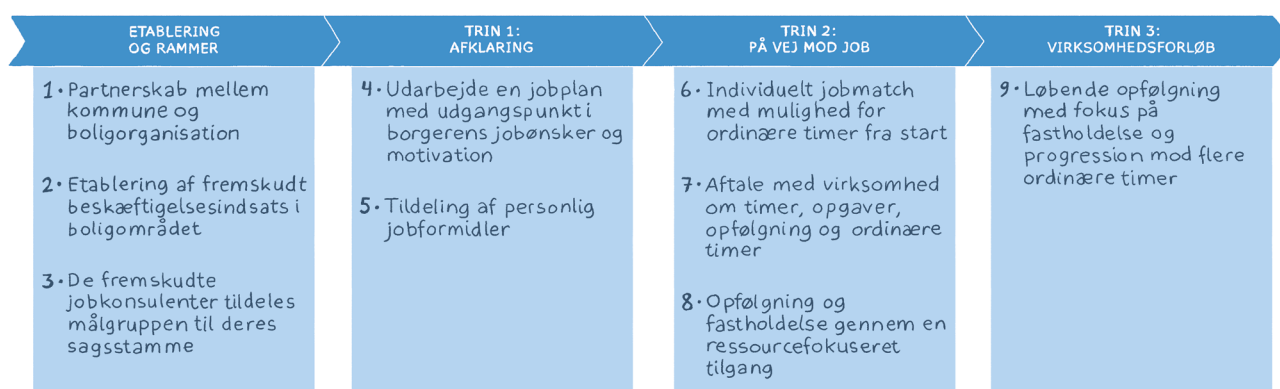 ETABLERING
OG RAMMER
1. Partnerskab mellem
kommune og
boligorganisation
2. Etablering af fremskudt
beskæftigelsesindsats i
boligområdet
3. De fremskudte
jobkonsulenter tildeles
målgruppen til deres
sagsstamme
TRIN 1:
AFKLARING
4. Udarbejde en jobplan
med udgangspunkt i
borgerens jobønsker og
motivation
5. Tildeling af personlig
jobformidler
TRIN 2:
PÅ VEJ MOD JOB
6. Individuelt jobmatch
med mulighed for
ordinære timer fra start
7. Aftale med virksomhed
om timer, opgaver,
opfølgning og ordinære
timer
8. Opfølgning og
fastholdelse gennem en
ressourcefokuseret
tilgang
TRIN 3:
VIRKSOMHEDSFORLØB
9. Løbende opfølgning
med fokus på
fastholdelse og
progression mod flere
ordinære timer